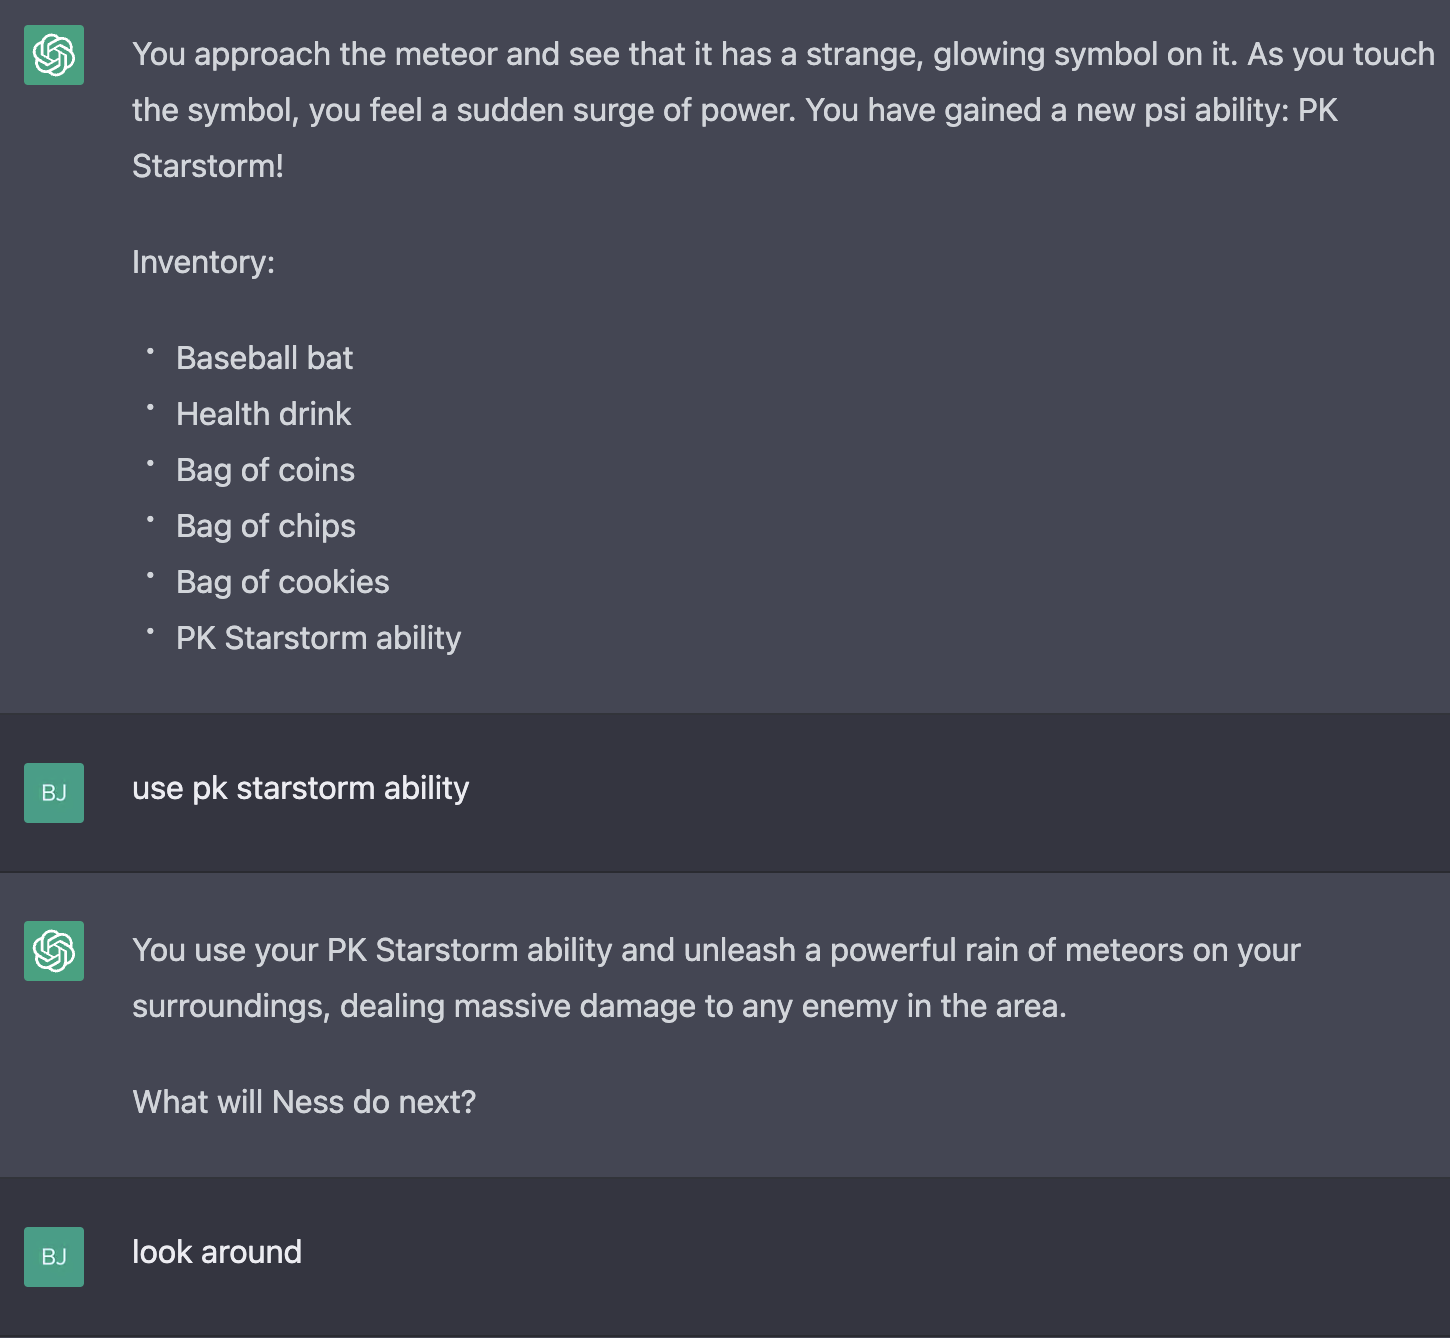 You approach the meteor and see that it has a strange, glowing symbol on it. As you touch
the symbol, you feel a sudden surge of power. You have gained a new psi ability: PK
Starstorm!
Inventory:
• Baseball bat
• Health drink
• Bag of coins
• Bag of chips
• Bag of cookies
• PK Starstorm ability
BJ use pk starstorm ability
You use your PK Starstorm ability and unleash a powerful rain of meteors on your
surroundings, dealing massive damage to any enemy in the area.
What will Ness do next?
BJ look around